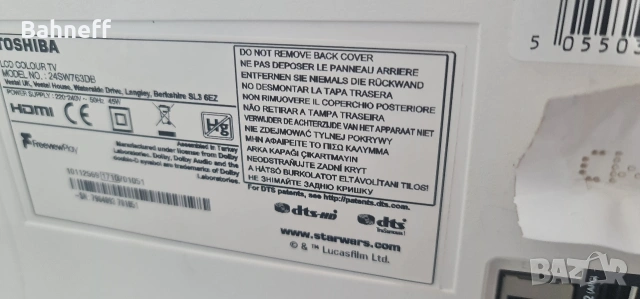 Bahneff
TOSHIBA
LCD COLOUR TV
MODEL NO.: 24SW763DB
Vestel UK, Vestel House, Waterside Drive, Langley, Berkshire SL3 6EZ
POWER SUPPLY: 220-240V~ 50Hz 45W
HDMI
Freeview Play
Manufactured under license from Dolby
Laboratories. Dolby, Dolby Audio and the
double-D symbol are trademarks of Dolby
Laboratories.
Assembled in Turkey
DO NOT REMOVE BACK COVER
NE PAS DEPOSER LE PANNEAU ARRIERE
ENTFERNEN SIE NIEMALS DIE RÜCKWAND
NO DESMONTAR LA TAPA TRASERA
NON RIMUOVERE IL COPERCHIO POSTERIORE
NÃO RETIRAR A TAMPA TRASEIRA
VERWIJDER DE ACHTERZIJDE VAN HET APPARAAT NIET
NIE ZDEJMOWAĆ TYLNEJ POKRYWY
ΜΗ ΑΦΑΙΡΕΙΤΕ ΤΟ ΠΙΣΩ ΚΑΛΥΜΜΑ
ARKA KAPAĞI ÇIKARTMAYIN
NEODSTRAŇUJTE ZADNÍ KRYT
A HÁTSÓ BURKOLATOT ELTÁVOLÍTANI TILOS!
НЕ ЗНИМАЙТЕ ЗАДНЮ КРИШКУ
For DTS patents, see http://patents.dts.com.
dts-HD
dts
TruSurround
www.starwars.com
© & ™ Lucasfilm Ltd.
5 05503
BAZAR